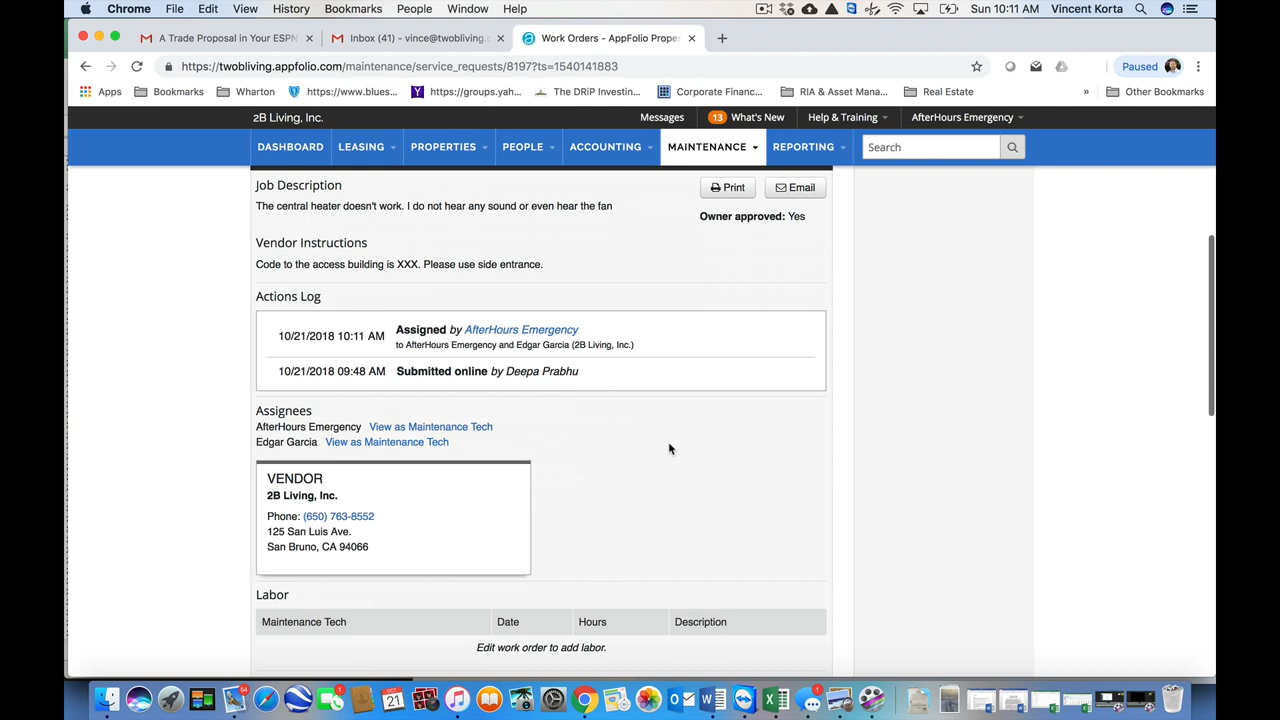 Chrome File Edit View History Bookmarks People Window Help Sun 10:11 AM Vincent Korta
A Trade Proposal in Your ESPN Inbox (41) - vince@twobliving.c Work Orders - AppFolio Proper
https://twobliving.appfolio.com/maintenance/service_requests/8197?ts=1540141883 Paused
Apps Bookmarks Wharton https://www.blues... https://groups.yah... The DRiP Investin... Corporate Financ... RIA & Asset Mana... Real Estate » Other Bookmarks
2B Living, Inc. Messages 13 What's New Help & Training AfterHours Emergency
DASHBOARD LEASING PROPERTIES PEOPLE ACCOUNTING MAINTENANCE REPORTING Search
Job Description Print Email
The central heater doesn't work. I do not hear any sound or even hear the fan
Owner approved: Yes
Vendor Instructions
Code to the access building is XXX. Please use side entrance.
Actions Log
10/21/2018 10:11 AM Assigned by AfterHours Emergency
to AfterHours Emergency and Edgar Garcia (2B Living, Inc.)
10/21/2018 09:48 AM Submitted online by Deepa Prabhu
Assignees
AfterHours Emergency View as Maintenance Tech
Edgar Garcia View as Maintenance Tech
VENDOR
2B Living, Inc.
Phone: (650) 763-8552
125 San Luis Ave.
San Bruno, CA 94066
Labor
Maintenance Tech Date Hours Description
Edit work order to add labor.
54 1 OCT 21 1